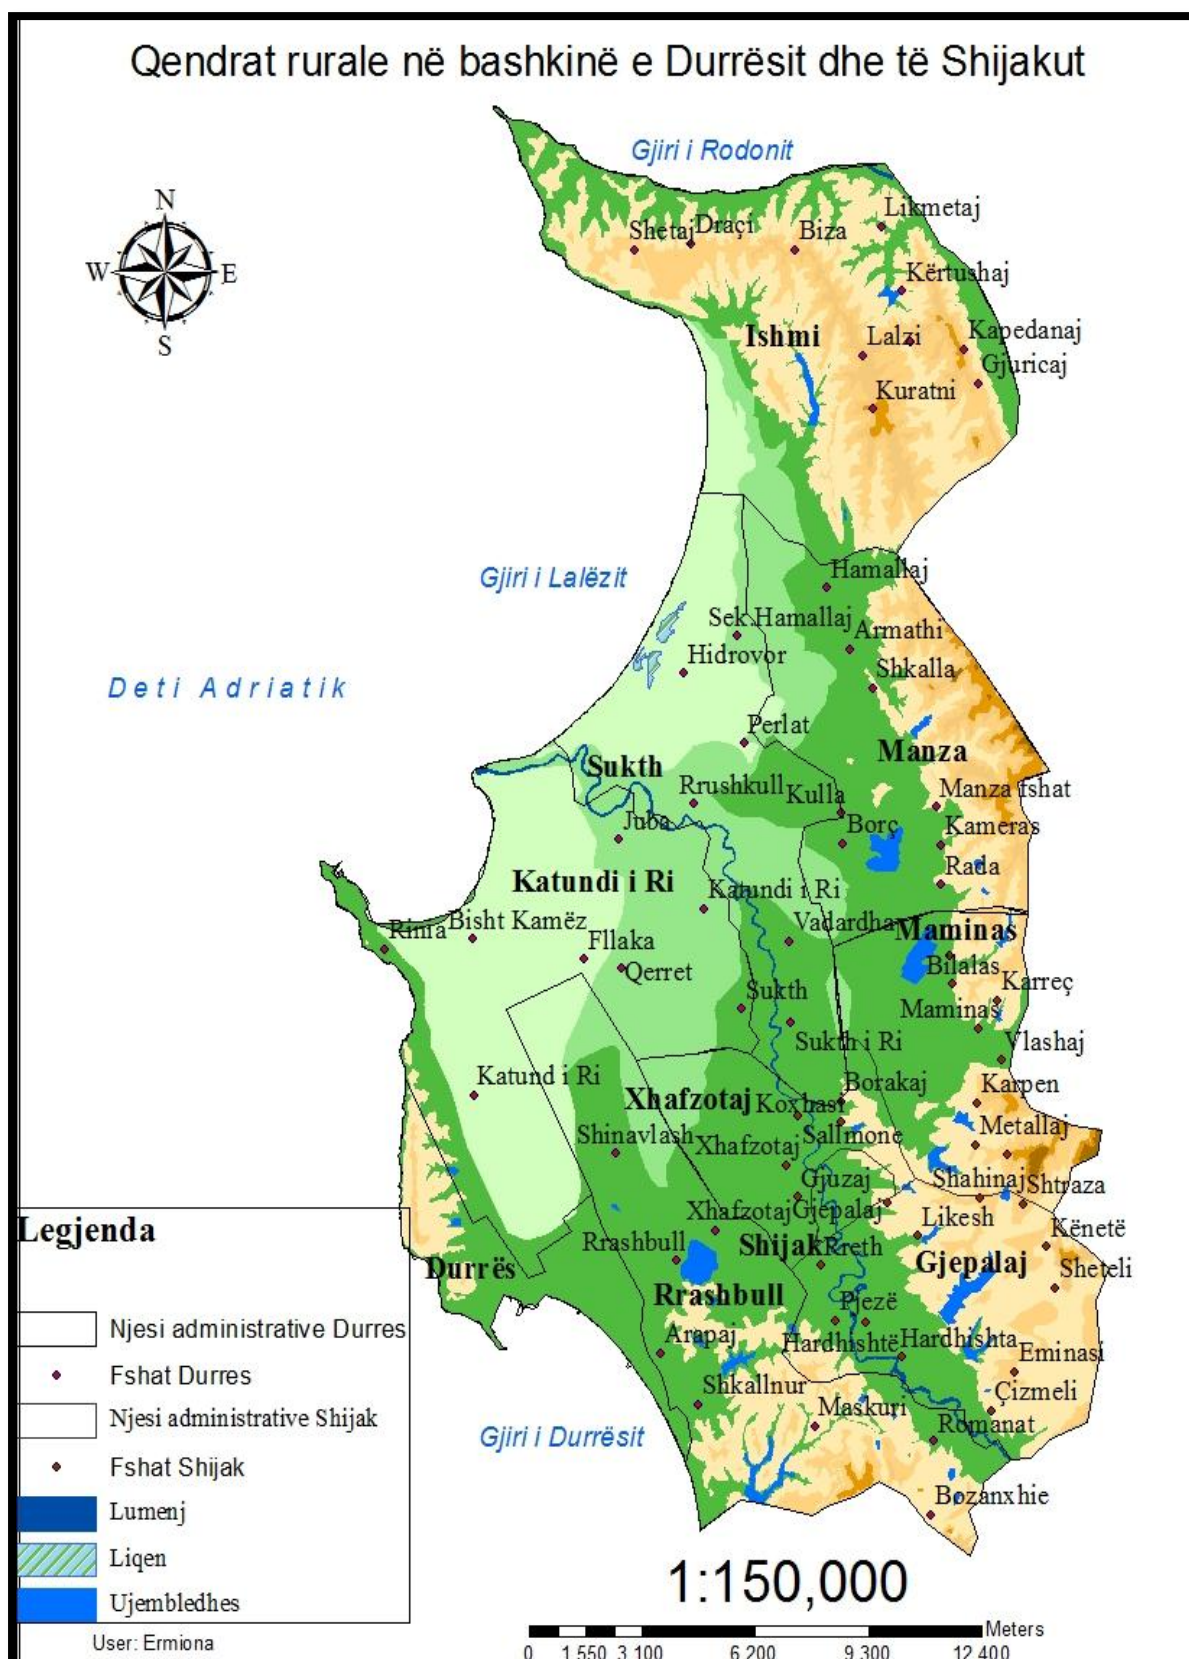 Qendrat rurale në bashkinë e Durrësit dhe të Shijakut
Gjiri i Rodonit
N
W E
S
Likmetaj
Shetaj
Draçi
Biza
Kërtushaj
Ishmi
Lalzi
Kapedanaj
Gjuricaj
Kuratni
Gjiri i Lalëzit
Hamallaj
Sek.Hamallaj
Armathi
Hidrovor
Shkalla
Deti Adriatik
Perlat
Manza
Sukth
Rrushkull
Kulla
Manza fshat
Juba
Borç
Kameras
Rada
Katundi i Ri
Katundi i Ri
Vadardha
Maminas
Rinia
Bisht Kamëz
Fllaka
Qerret
Bilalas
Karreç
Sukth
Maminas
Sukth i Ri
Vlashaj
Katund i Ri
Xhafzotaj
Koxhasi
Borakaj
Karpen
Shinavlash
Sallmone
Metallaj
Xhafzotaj
Gjuzaj
Shahinaj
Shtraza
Xhafzotaj
Gjepalaj
Likesh
Kënetë
Legjenda
Rrashbull
Shijak
Rreth
Gjepalaj
Durrës
Sheteli
Rrashbull
Pjezë
Arapaj
Hardhishtë
Hardhishta
Eminasi
Njesi administrative Durres
Fshat Durres
Shkallnur
Maskuri
Çizmeli
Njesi administrative Shijak
Gjiri i Durrësit
Romanat
Fshat Shijak
Bozanxhie
Lumenj
Liqen
1:150,000
Ujembledhes
User: Ermiona
Meters
0 1 550 3 100 6 200 9 300 12 400